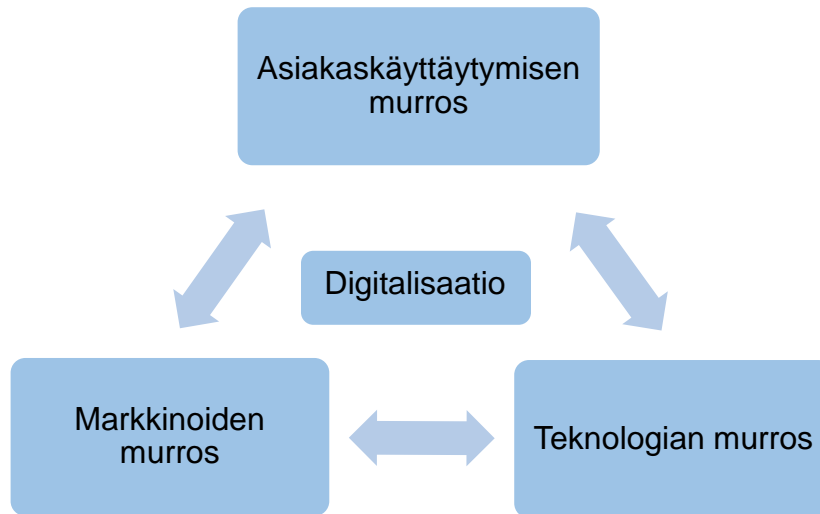 Asiakaskäyttäytymisen
murros
Digitalisaatio
Markkinoiden
murros
Teknologian murros